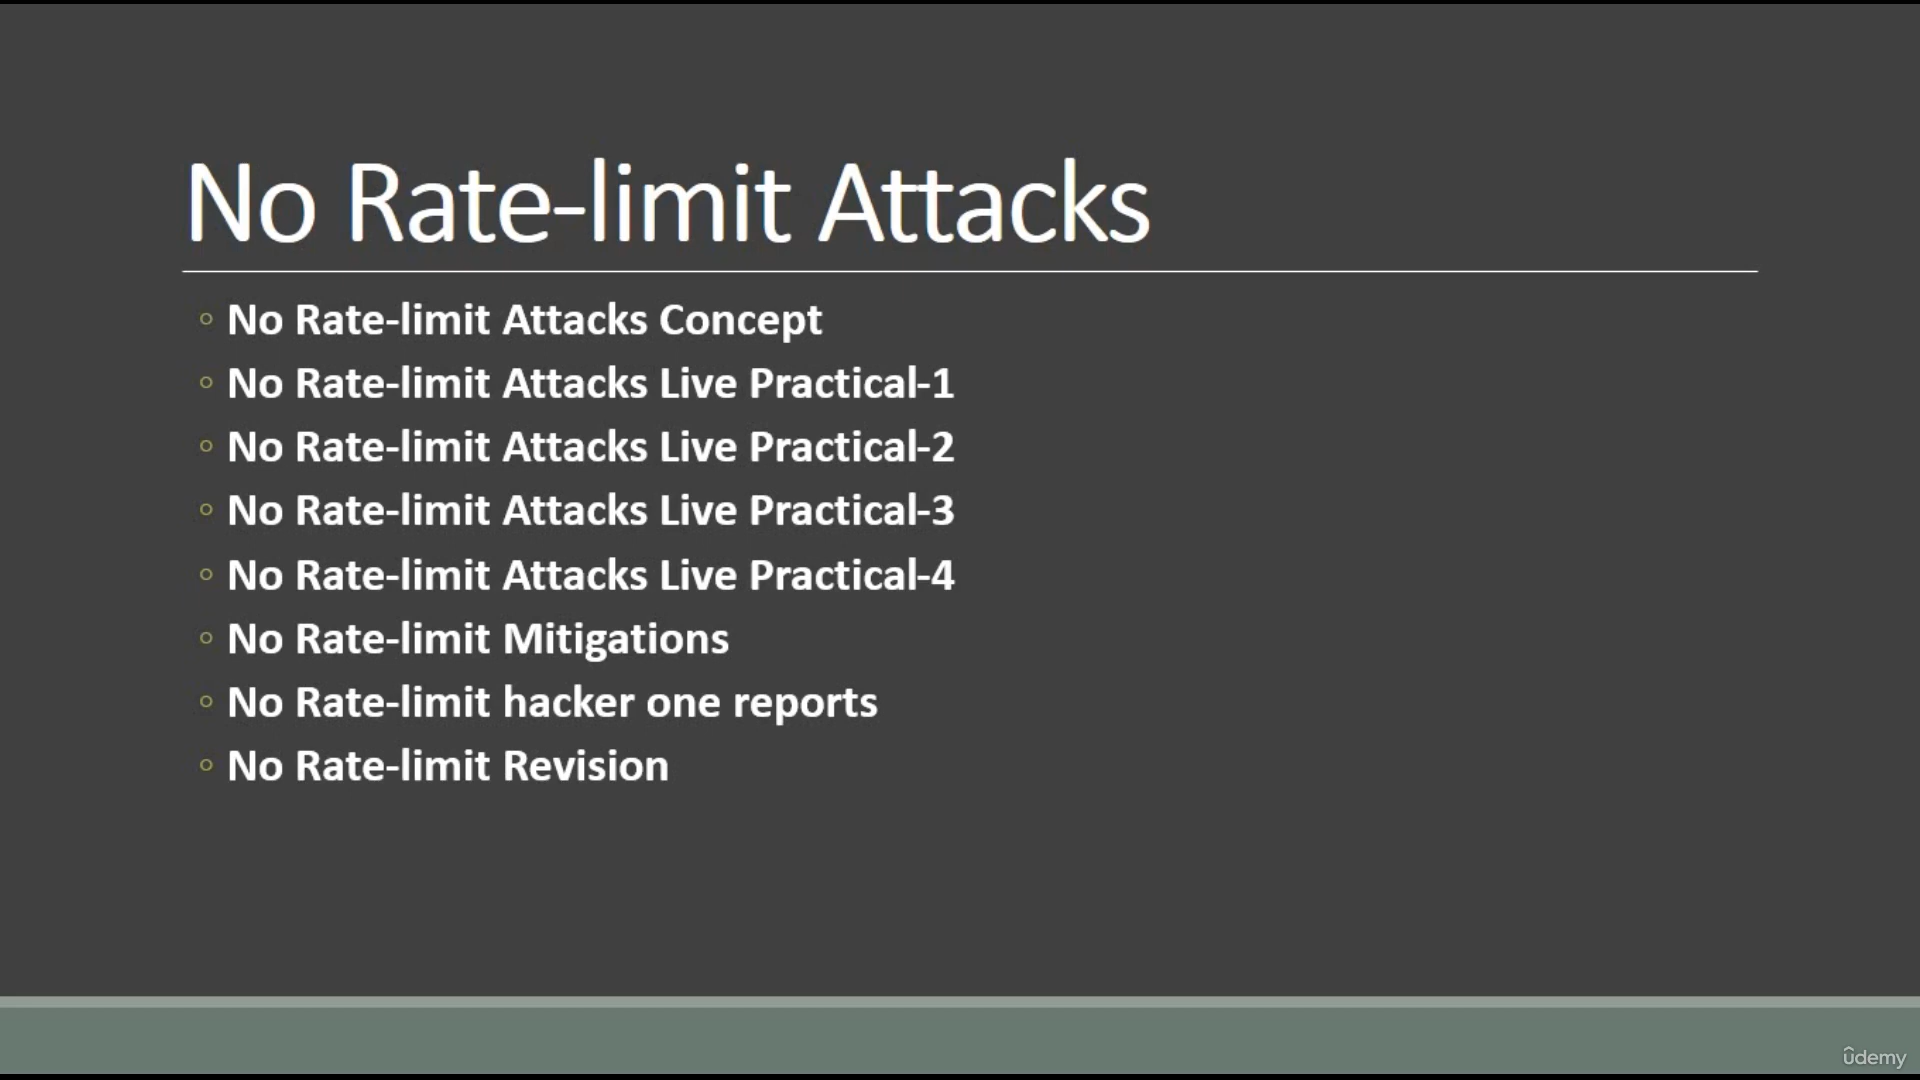 No Rate-limit Attacks
◦ No Rate-limit Attacks Concept
◦ No Rate-limit Attacks Live Practical-1
◦ No Rate-limit Attacks Live Practical-2
◦ No Rate-limit Attacks Live Practical-3
◦ No Rate-limit Attacks Live Practical-4
◦ No Rate-limit Mitigations
◦ No Rate-limit hacker one reports
◦ No Rate-limit Revision
ûdemy